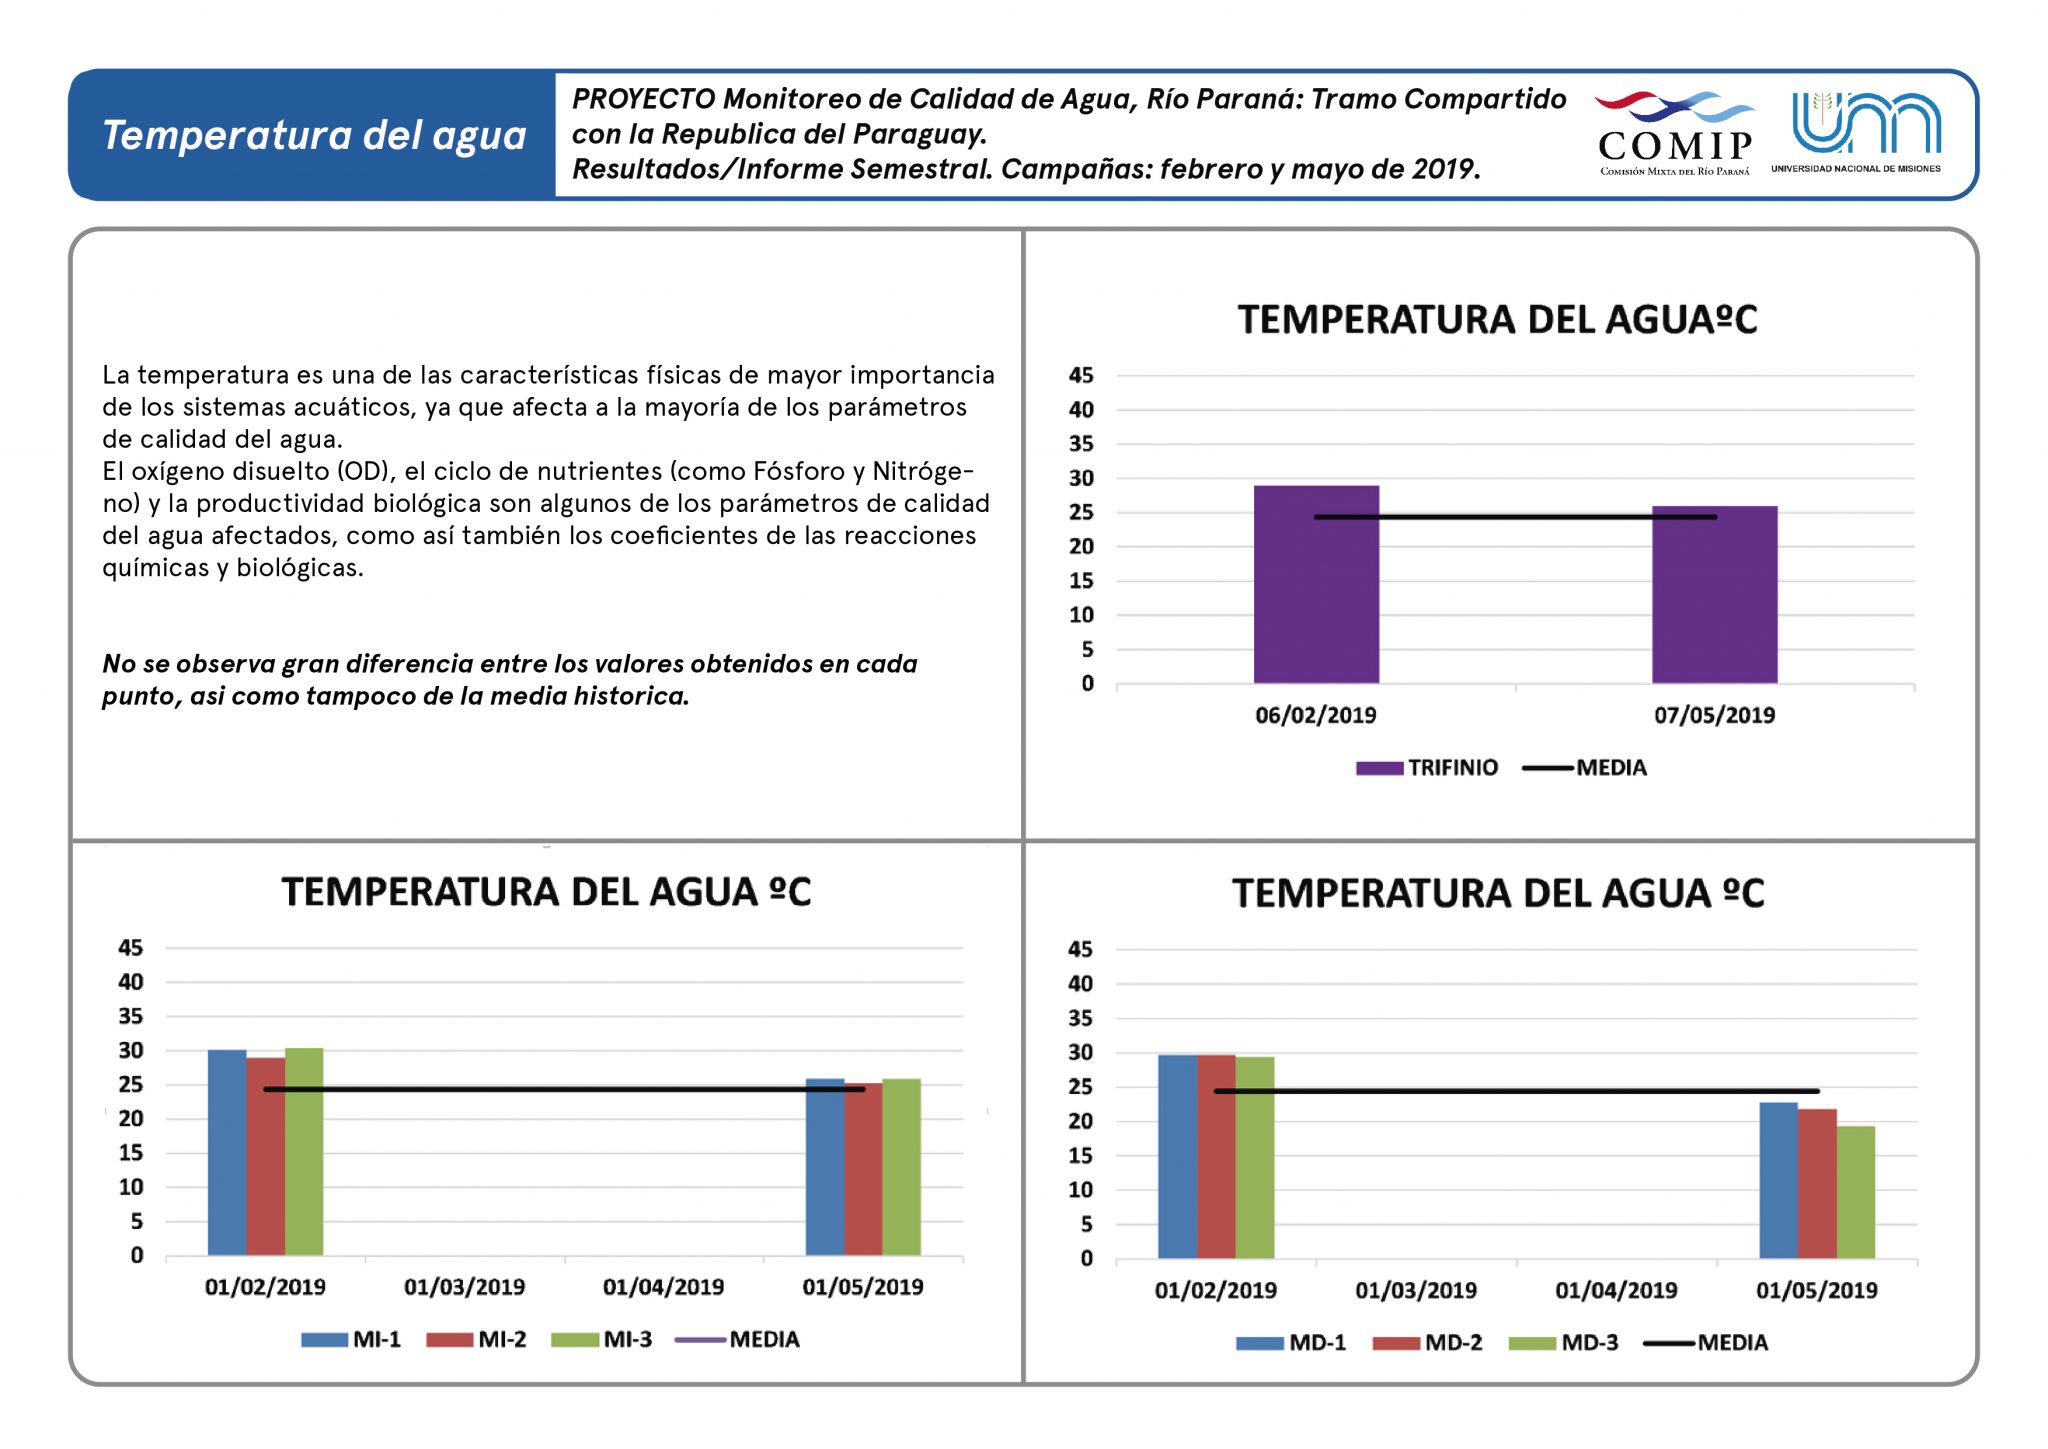 Temperatura del agua
PROYECTO Monitoreo de Calidad de Agua, Río Paraná: Tramo Compartido
con la Republica del Paraguay.
Resultados/Informe Semestral. Campañas: febrero y mayo de 2019.
COMIP
COMISIÓN MIXTA DEL RÍO PARANÁ
um
UNIVERSIDAD NACIONAL DE MISIONES
La temperatura es una de las características físicas de mayor importancia
de los sistemas acuáticos, ya que afecta a la mayoría de los parámetros
de calidad del agua.
El oxígeno disuelto (OD), el ciclo de nutrientes (como Fósforo y Nitróge-
no) y la productividad biológica son algunos de los parámetros de calidad
del agua afectados, como así también los coeficientes de las reacciones
químicas y biológicas.
No se observa gran diferencia entre los valores obtenidos en cada
punto, asi como tampoco de la media historica.
TEMPERATURA DEL AGUAºC
45
40
35
30
25
20
15
10
5
0
06/02/2019 07/05/2019
TRIFINIO MEDIA
TEMPERATURA DEL AGUA ºC
45
40
35
30
25
20
15
10
5
0
01/02/2019 01/03/2019 01/04/2019 01/05/2019
MI-1 MI-2 MI-3 MEDIA
TEMPERATURA DEL AGUA ºC
45
40
35
30
25
20
15
10
5
0
01/02/2019 01/03/2019 01/04/2019 01/05/2019
MD-1 MD-2 MD-3 MEDIA